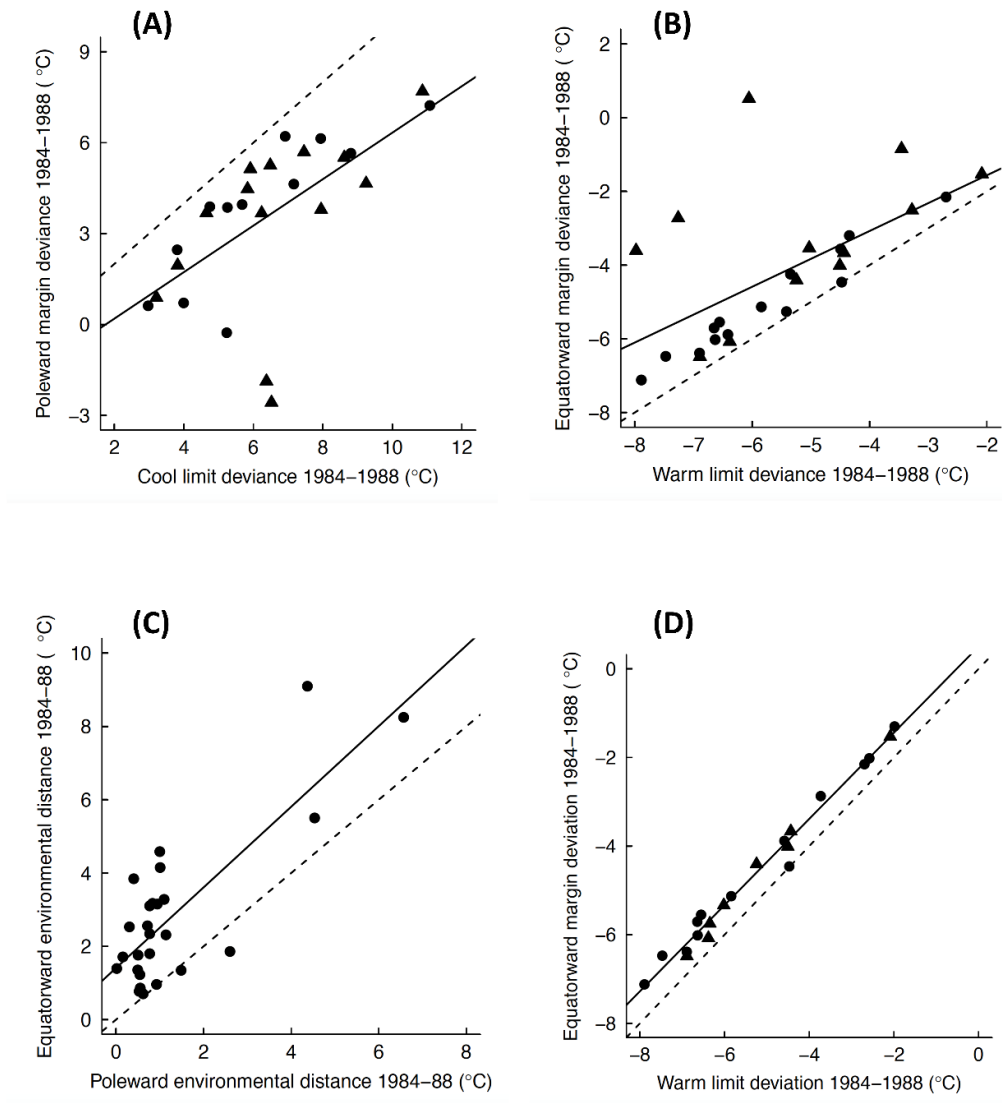 (A)
Poleward margin deviance 1984–1988 ( °C)
9
6
3
0
−3
2 4 6 8 10 12
Cool limit deviance 1984–1988 (°C)
(B)
Equatorward margin deviance 1984–1988 ( °C)
2
0
−2
−4
−6
−8
−8 −7 −6 −5 −4 −3 −2
Warm limit deviance 1984–1988 (°C)
(C)
Equatorward environmental distance 1984–88 ( °C)
10
8
6
4
2
0
0 2 4 6 8
Poleward environmental distance 1984–88 (°C)
(D)
Equatorward margin deviation 1984–1988 ( °C)
0
−2
−4
−6
−8
−8 −6 −4 −2 0
Warm limit deviation 1984–1988 (°C)